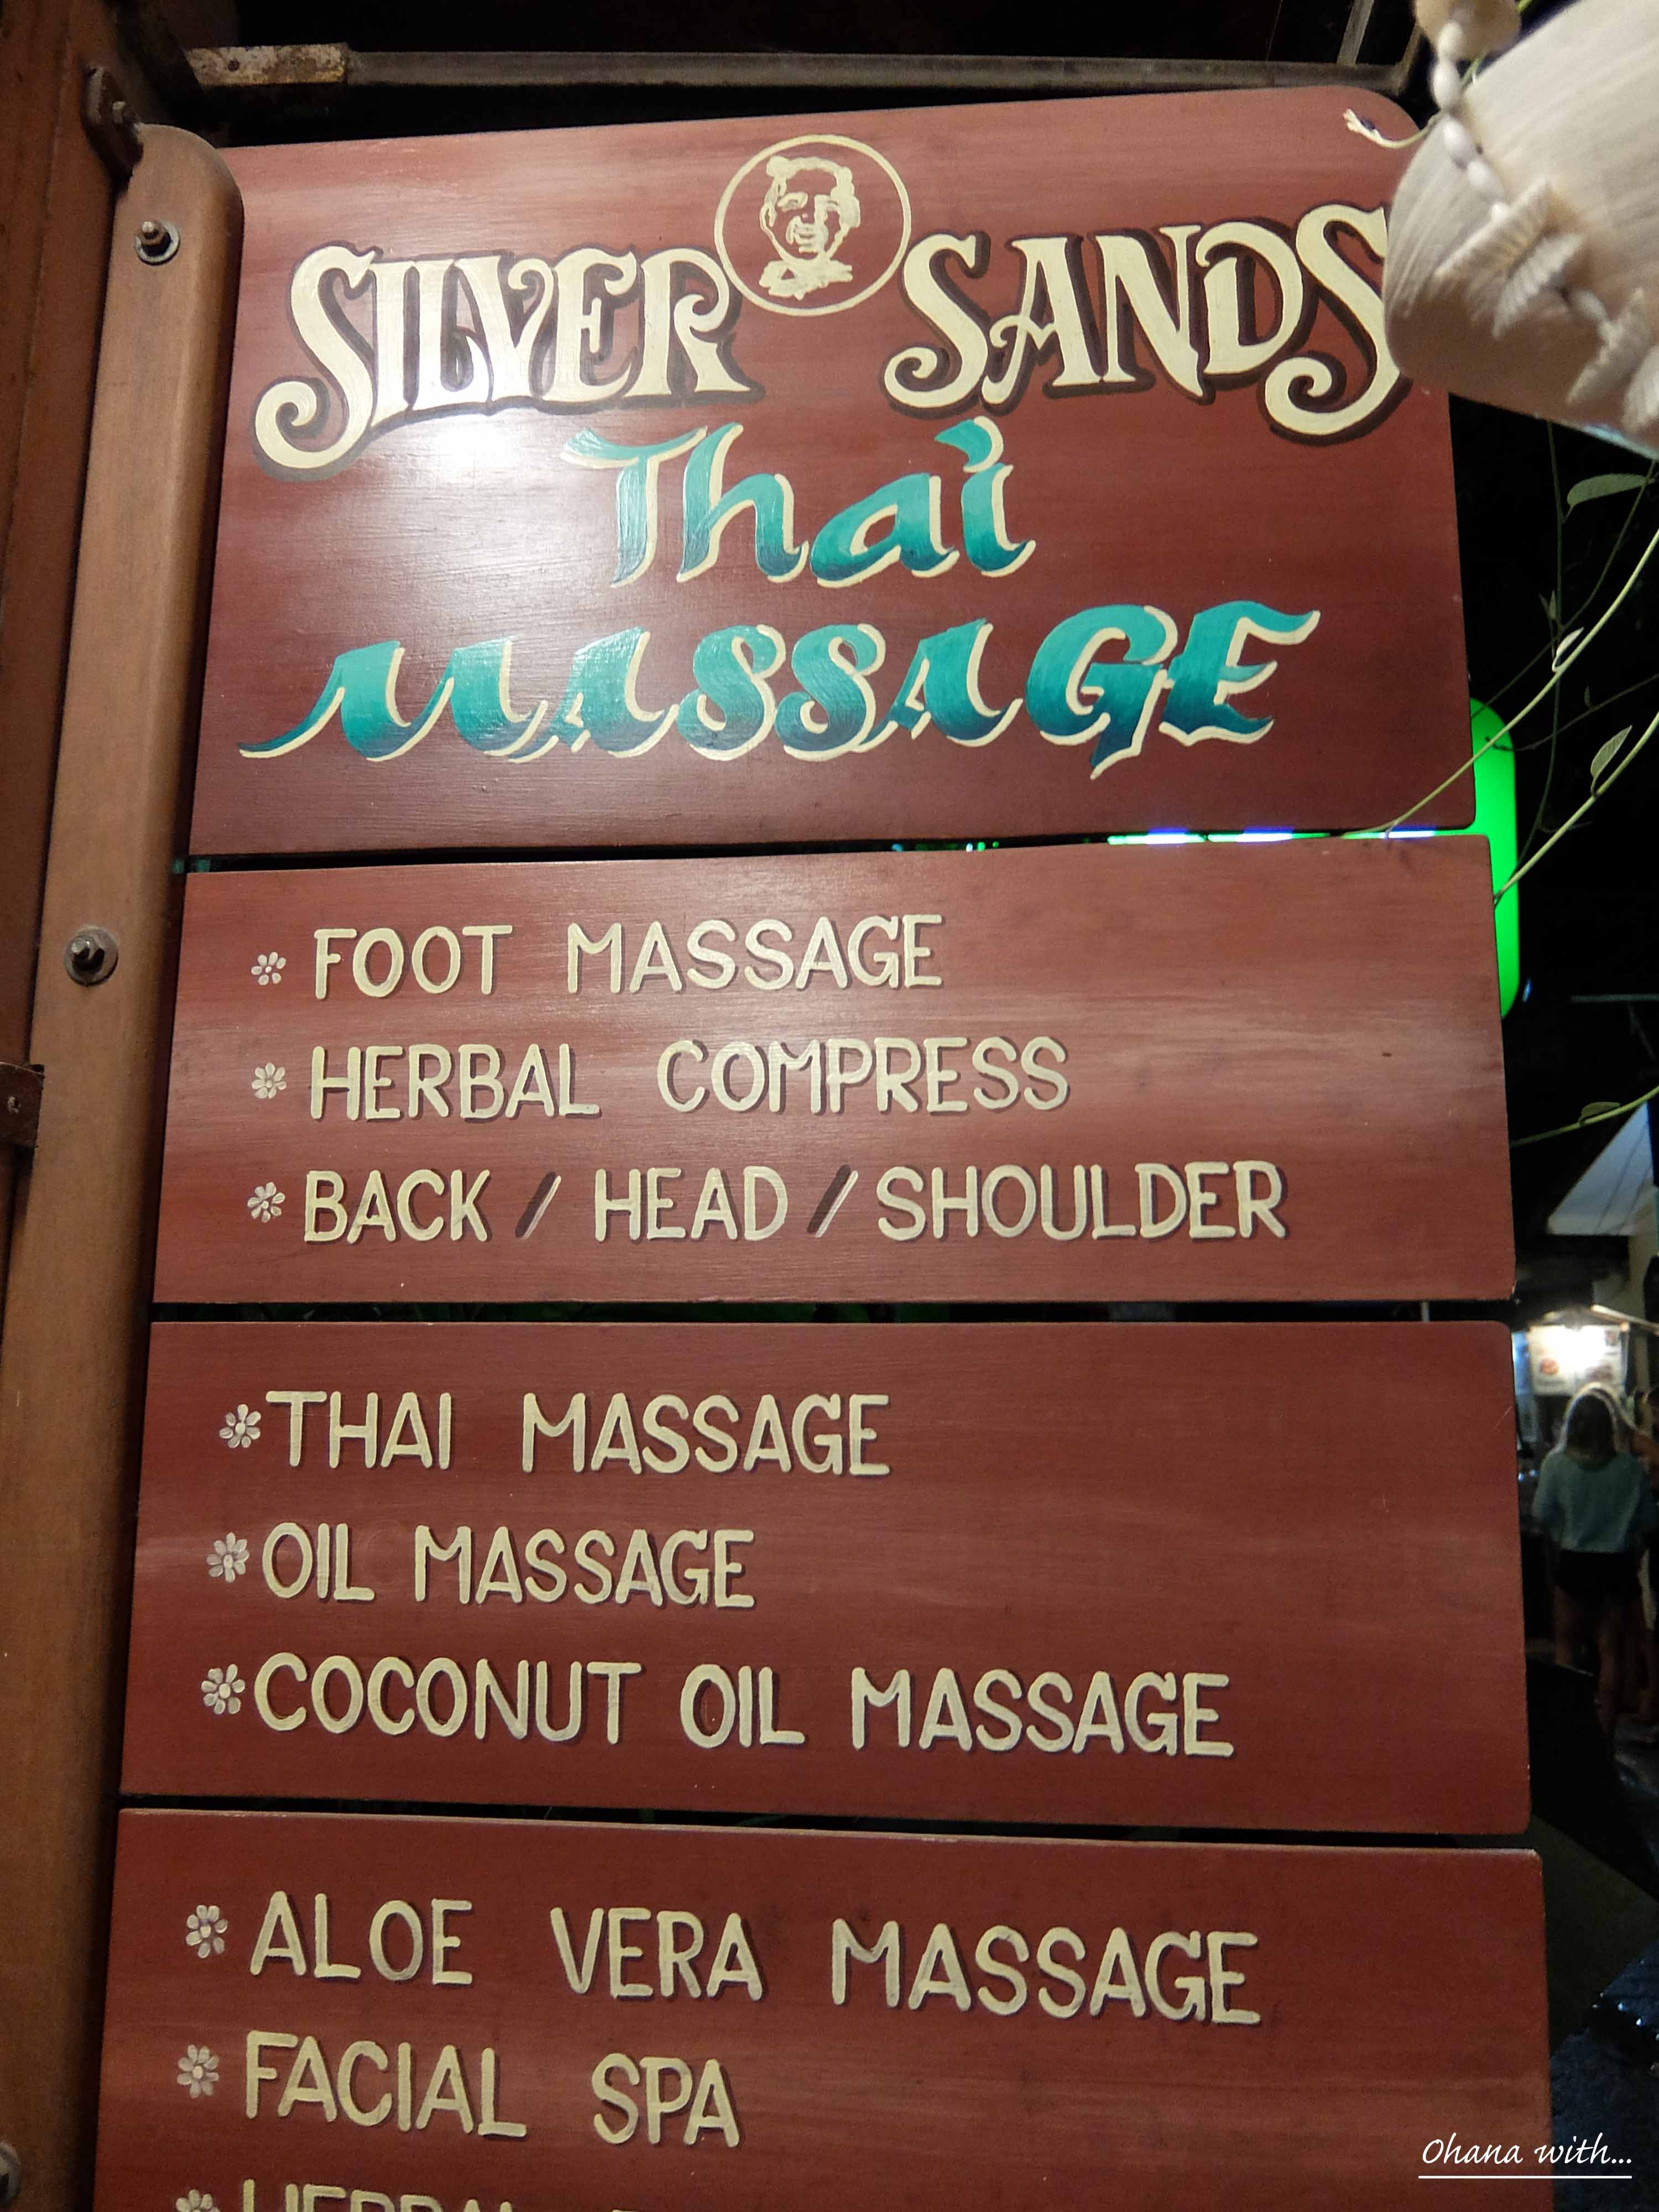 SILVER SANDS
Thai
MASSAGE
FOOT MASSAGE
HERBAL COMPRESS
BACK / HEAD / SHOULDER
THAI MASSAGE
OIL MASSAGE
COCONUT OIL MASSAGE
ALOE VERA MASSAGE
FACIAL SPA
HERBAL
Ohana with...